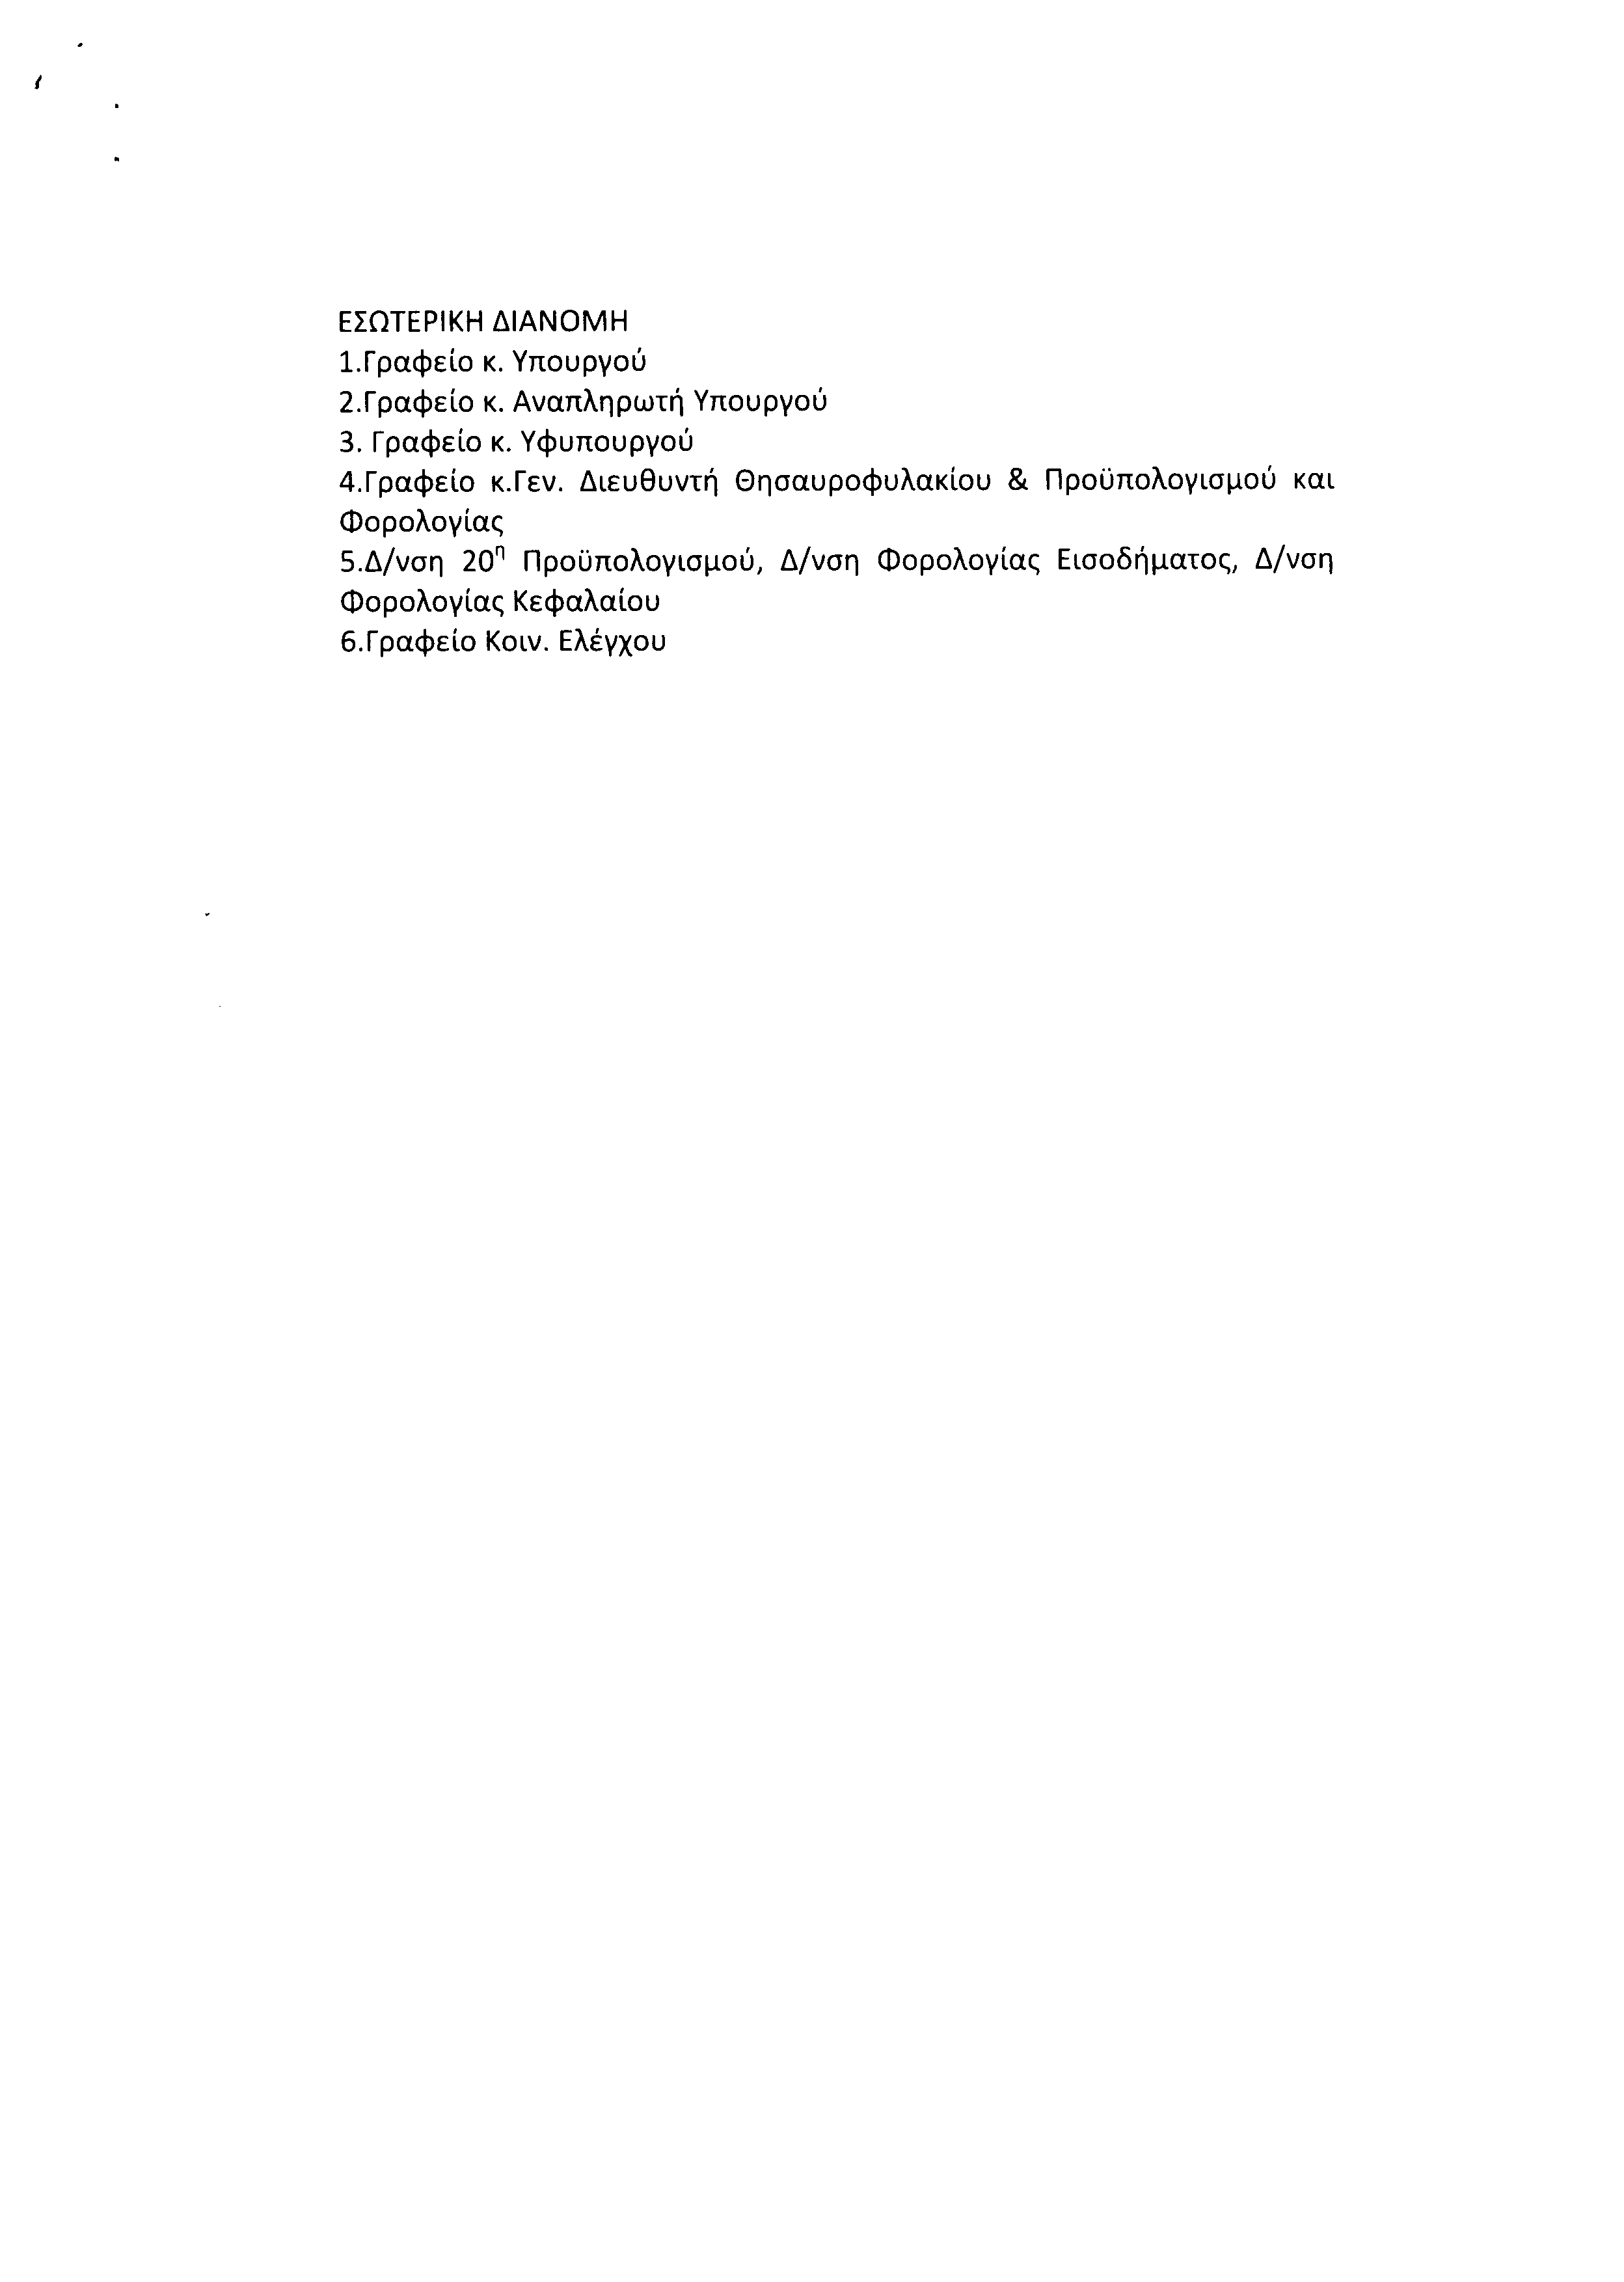 ΕΣΩΤΕΡΙΚΗ ΔΙΑΝΟΜΗ
1.Γραφείο κ. Υπουργού
2.Γραφείο κ. Αναπληρωτή Υπουργού
3. Γραφείο κ. Υφυπουργού
4.Γραφείο κ.Γεν. Διευθυντή Θησαυροφυλακίου & Προϋπολογισμού και
Φορολογίας
5.Δ/νση 20η Προϋπολογισμού, Δ/νση Φορολογίας Εισοδήματος, Δ/νση
Φορολογίας Κεφαλαίου
6.Γραφείο Κοιν. Ελέγχου